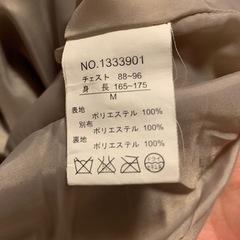 NO.1333901
チェスト 88~96
身 長 165~175
M
表地
ポリエステル 100%
別布
ポリエステル 100%
裏地
ポリエステル 100%